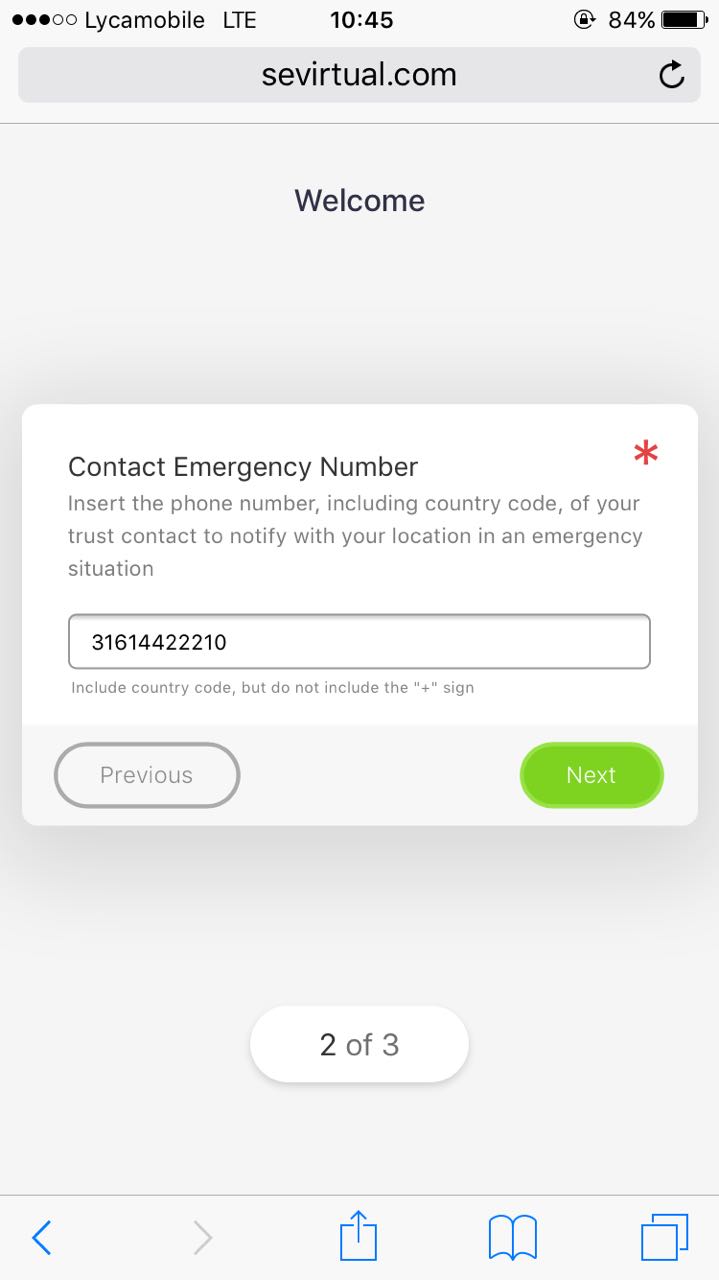 Lycamobile LTE 10:45 84%
sevirtual.com
Welcome
*
Contact Emergency Number
Insert the phone number, including country code, of your
trust contact to notify with your location in an emergency
situation
31614422210
Include country code, but do not include the "+" sign
Previous Next
2 of 3